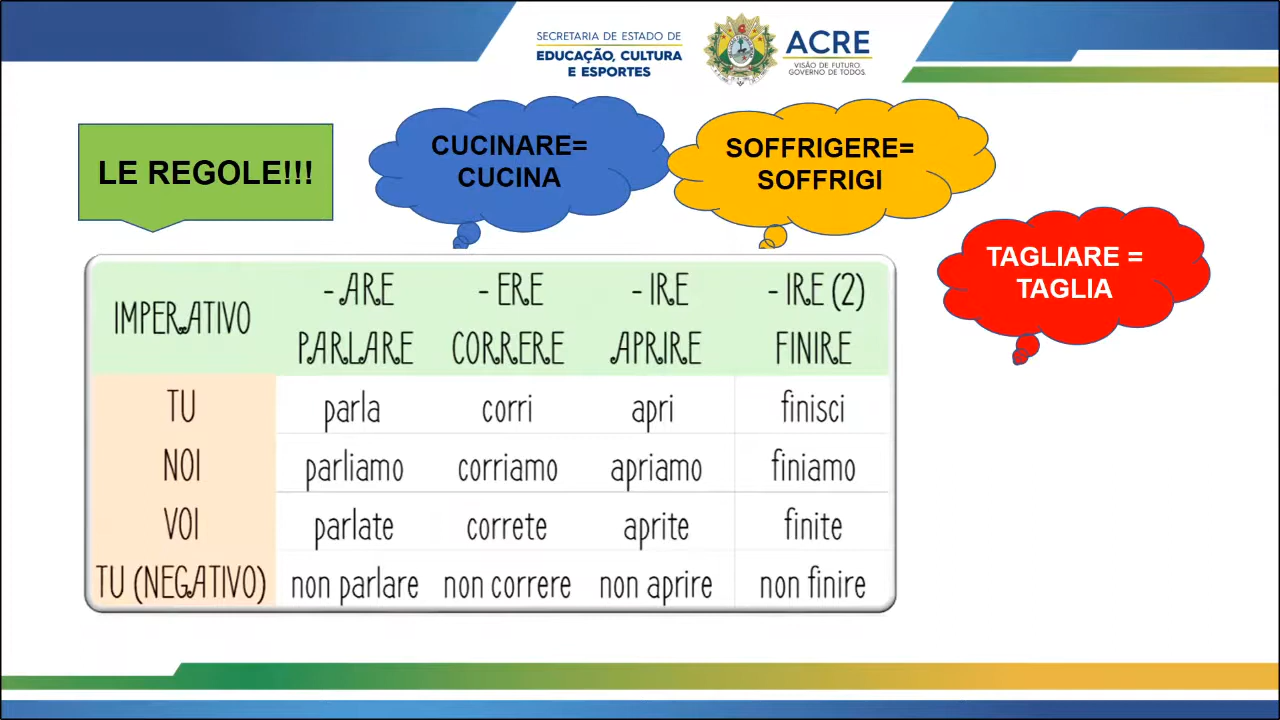 SECRETARIA DE ESTADO DE
EDUCAÇÃO, CULTURA
E ESPORTES
ACRE
VISÃO DE FUTURO
GOVERNO DE TODOS
LE REGOLE!!!
CUCINARE=
CUCINA
SOFFRIGERE=
SOFFRIGI
TAGLIARE =
TAGLIA
IMPERATIVO
- ARE
PARLARE
- ERE
CORRERE
- IRE
APRIRE
- IRE (2)
FINIRE
TU parla corri apri finisci
NOI parliamo corriamo apriamo finiamo
VOI parlate correte aprite finite
TU (NEGATIVO) non parlare non correre non aprire non finire